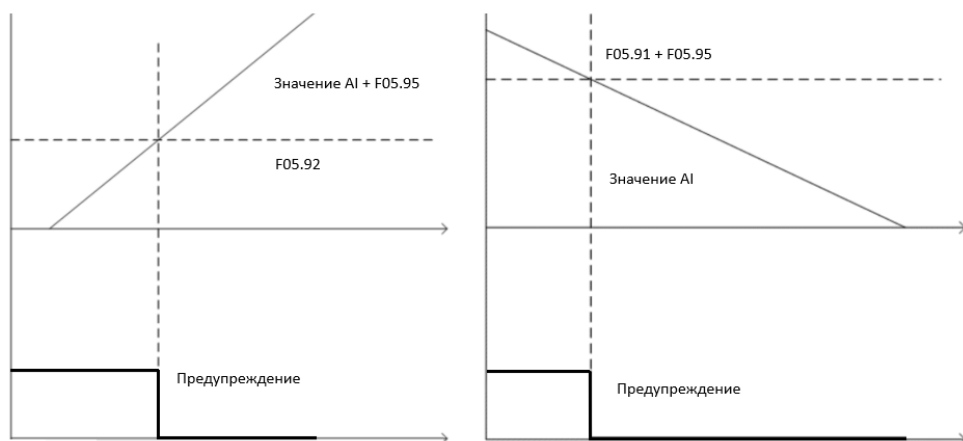 Значение AI + F05.95
F05.92
Предупреждение
F05.91 + F05.95
Значение AI
Предупреждение